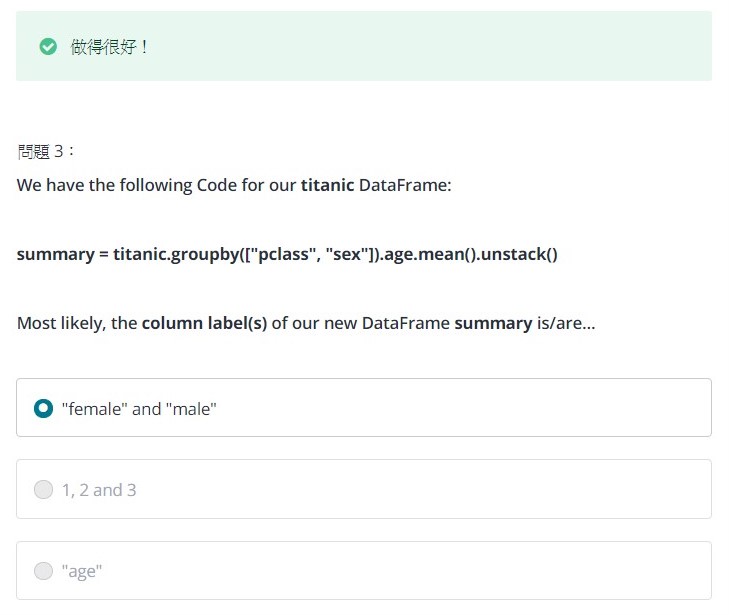 做得很好！
問題 3：
We have the following Code for our titanic DataFrame:
summary = titanic.groupby(["pclass", "sex"]).age.mean().unstack()
Most likely, the column label(s) of our new DataFrame summary is/are...
"female" and "male"
1, 2 and 3
"age"